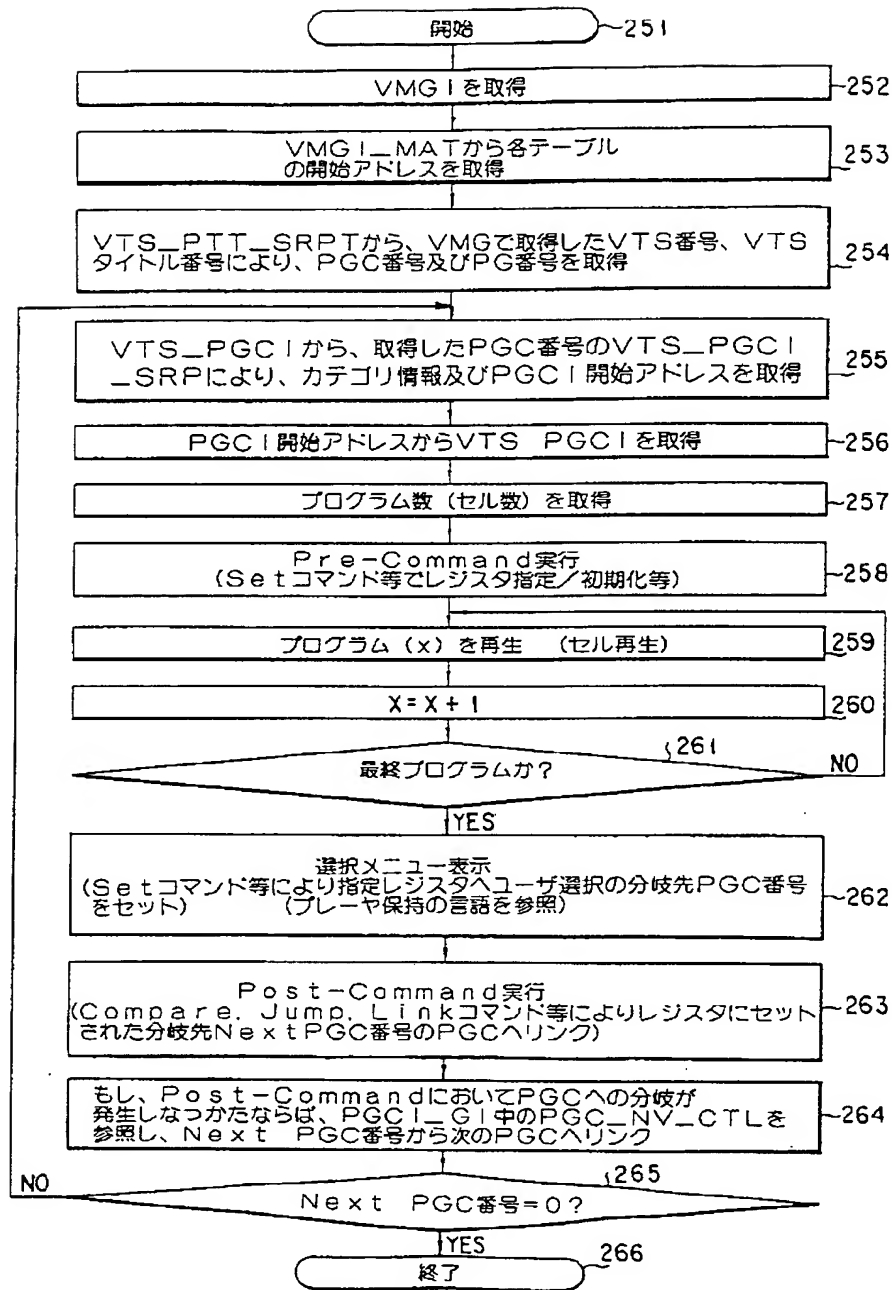 開始
251
VMGIを取得
252
VMGI_MATから各テーブル
の開始アドレスを取得
253
VTS_PTT_SRPTから、VMGで取得したVTS番号、VTS
タイトル番号により、PGC番号及びPG番号を取得
254
VTS_PGCIから、取得したPGC番号のVTS_PGCI
_SRPにより、カテゴリ情報及びPGCI開始アドレスを取得
255
PGCI開始アドレスからVTS PGCIを取得
256
プログラム数(セル数)を取得
257
Pre-Command実行
(Setコマンド等でレジスタ指定/初期化等)
258
プログラム(x)を再生 (セル再生)
259
X=X+1
260
261
最終プログラムか?
NO
YES
選択メニュー表示
(Setコマンド等により指定レジスタへユーザ選択の分岐先PGC番号
をセット) (プレーヤ保持の言語を参照)
262
Post-Command実行
(Compare, Jump, Linkコマンド等によりレジスタにセット
された分岐先NextPGC番号のPGCへリンク)
263
もし、Post-CommandにおいてPGCへの分岐が
発生しなつかたならば、PGCI_GI中のPGC_NV_CTLを
参照し、Next PGC番号から次のPGCへリンク
264
265
NO
Next PGC番号=0?
YES
終了
266